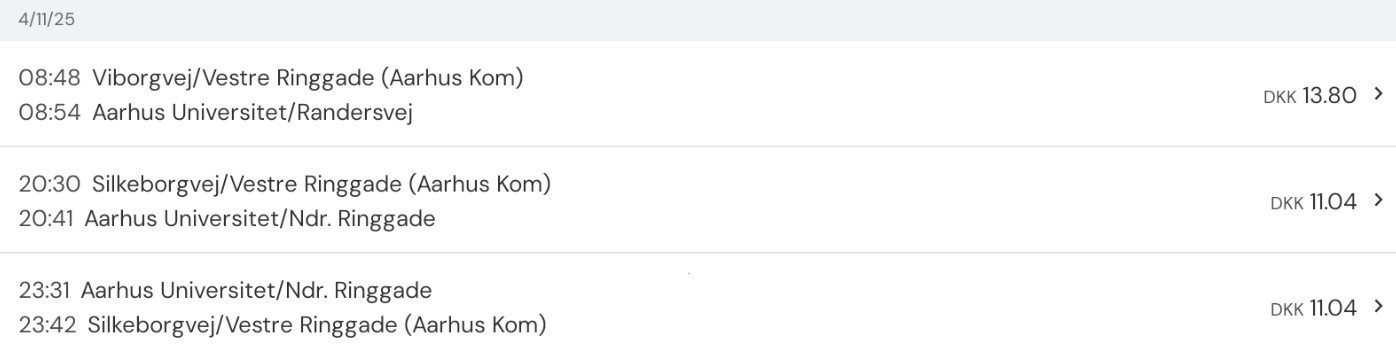 4/11/25
08:48 Viborgvej/Vestre Ringgade (Aarhus Kom)
DKK 13.80
08:54 Aarhus Universitet/Randersvej
20:30 Silkeborgvej/Vestre Ringgade (Aarhus Kom)
DKK 11.04
20:41 Aarhus Universitet/Ndr. Ringgade
23:31 Aarhus Universitet/Ndr. Ringgade
DKK 11.04
23:42 Silkeborgvej/Vestre Ringgade (Aarhus Kom)